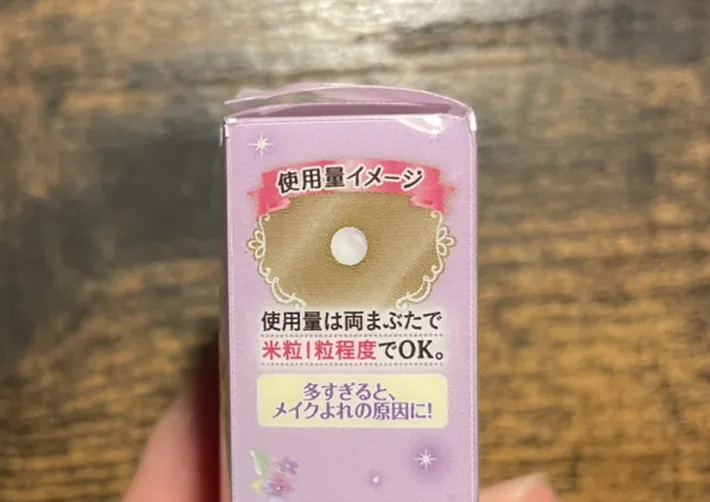 使用量イメージ
使用量は両まぶたで
米粒1粒程度でOK。
多すぎると、
メイクよれの原因に!